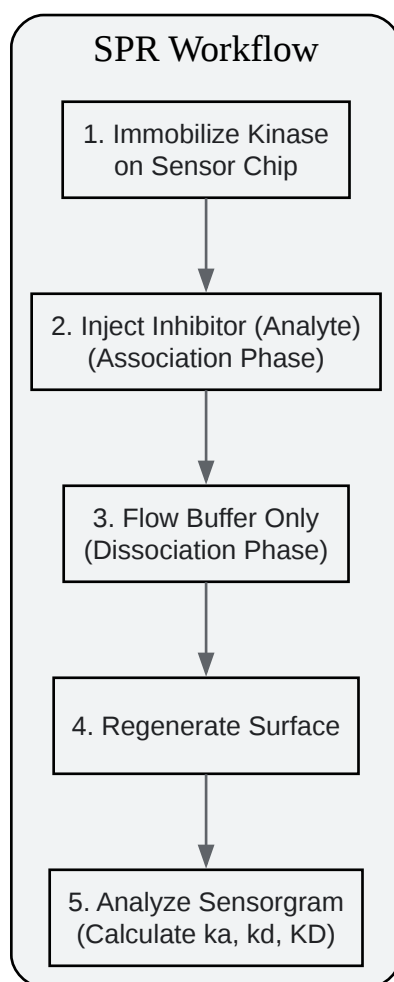 SPR Workflow
1. Immobilize Kinase
on Sensor Chip
2. Inject Inhibitor (Analyte)
(Association Phase)
3. Flow Buffer Only
(Dissociation Phase)
4. Regenerate Surface
5. Analyze Sensorgram
(Calculate ka, kd, KD)